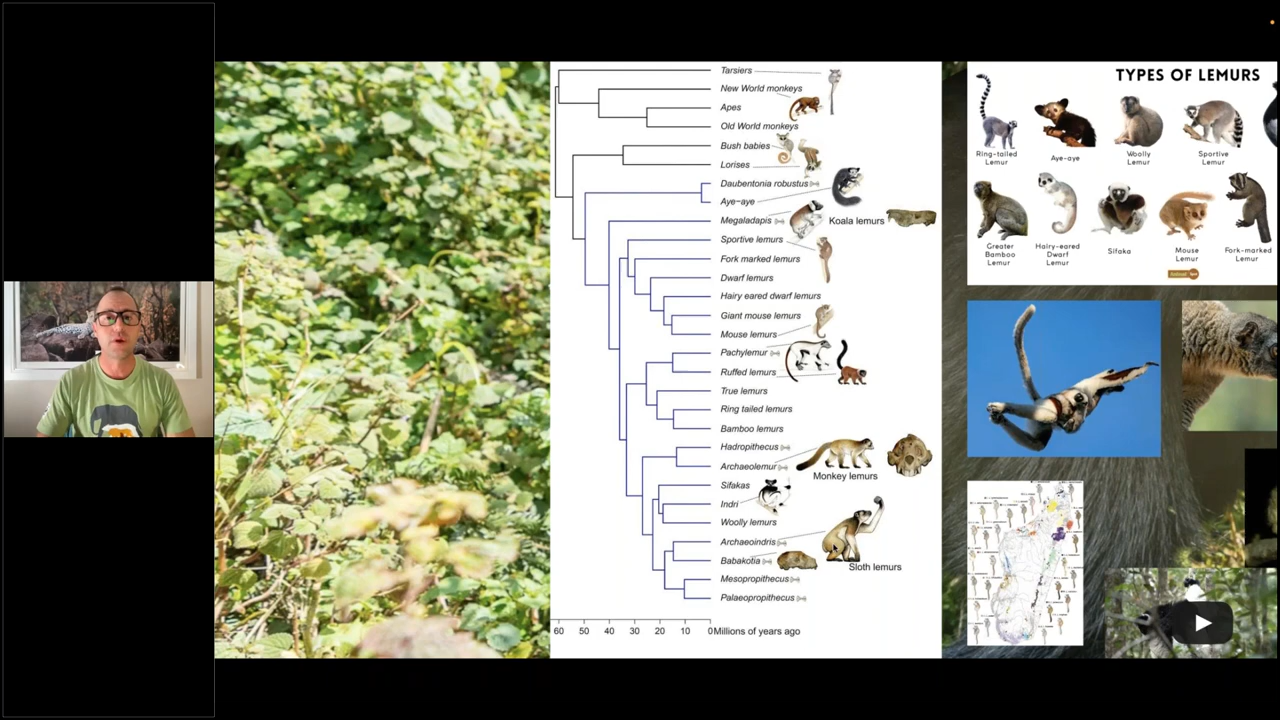 Tarsiers
New World monkeys
Apes
Old World monkeys
Bush babies
Lorises
Daubentonia robustus
Aye-aye
Megaladapis
Koala lemurs
Sportive lemurs
Fork marked lemurs
Dwarf lemurs
Hairy eared dwarf lemurs
Giant mouse lemurs
Mouse lemurs
Pachylemur
Ruffed lemurs
True lemurs
Ring tailed lemurs
Bamboo lemurs
Hadropithecus
Archaeolemur
Monkey lemurs
Sifakas
Indri
Woolly lemurs
Archaeoindris
Babakotia
Sloth lemurs
Mesopropithecus
Palaeopropithecus
60 50 40 30 20 10 0 Millions of years ago
TYPES OF LEMURS
Ring-tailed
Lemur
Aye-aye
Woolly
Lemur
Sportive
Lemur
Greater
Bamboo
Lemur
Hairy-eared
Dwarf
Lemur
Sifaka
Mouse
Lemur
Fork-marked
Lemur